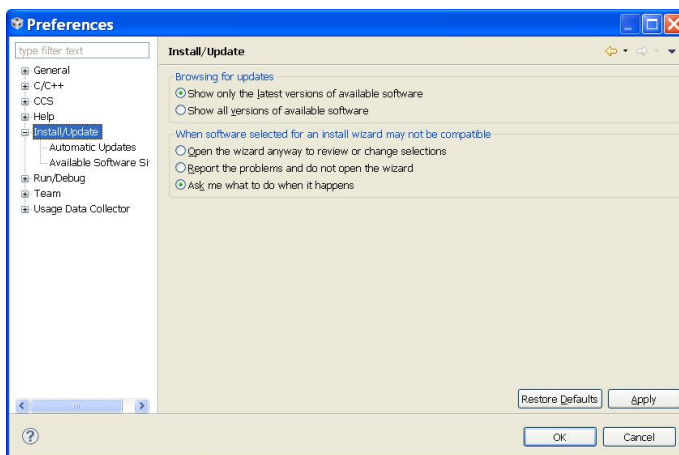 Preferences
type filter text
General
C/C++
CCS
Help
Install/Update
Automatic Updates
Available Software Si
Run/Debug
Team
Usage Data Collector
Install/Update
Browsing for updates
Show only the latest versions of available software
Show all versions of available software
When software selected for an install wizard may not be compatible
Open the wizard anyway to review or change selections
Report the problems and do not open the wizard
Ask me what to do when it happens
Restore Defaults
Apply
OK
Cancel